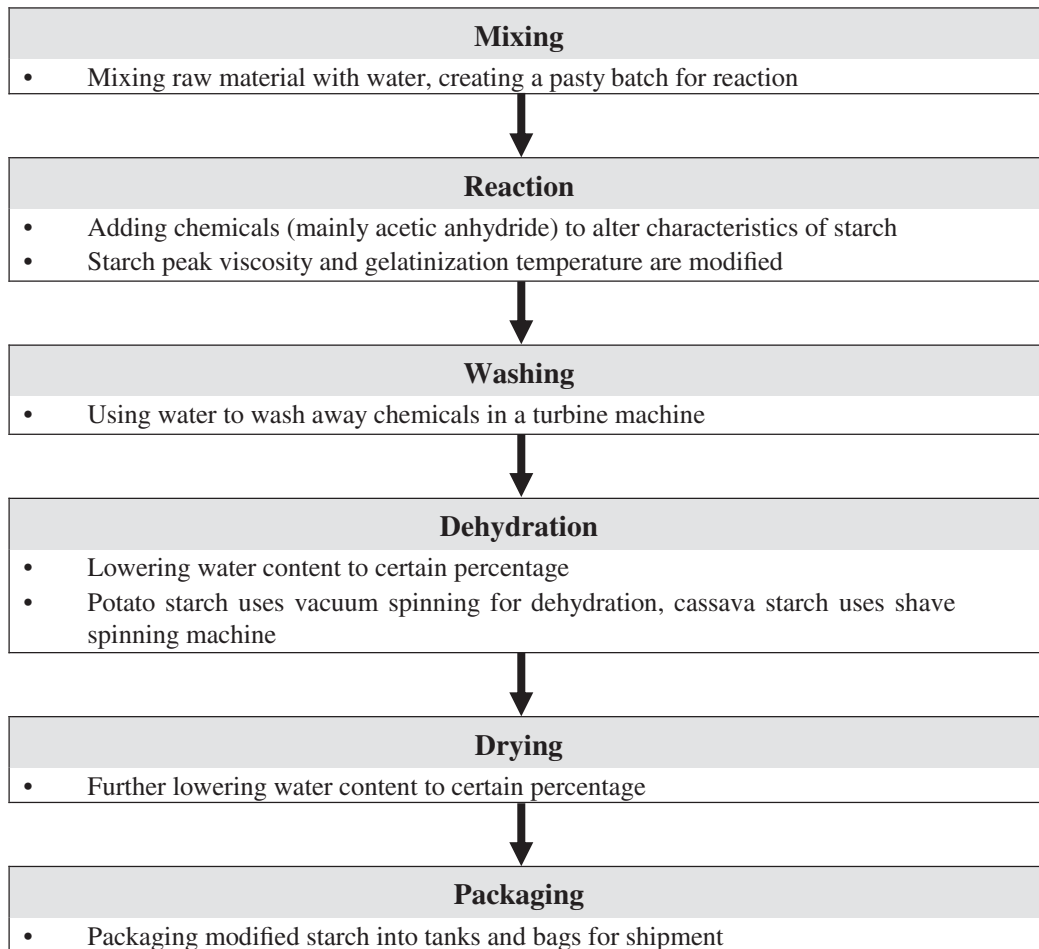 Mixing
• Mixing raw material with water, creating a pasty batch for reaction
Reaction
• Adding chemicals (mainly acetic anhydride) to alter characteristics of starch
• Starch peak viscosity and gelatinization temperature are modified
Washing
• Using water to wash away chemicals in a turbine machine
Dehydration
• Lowering water content to certain percentage
• Potato starch uses vacuum spinning for dehydration, cassava starch uses shave
spinning machine
Drying
• Further lowering water content to certain percentage
Packaging
• Packaging modified starch into tanks and bags for shipment